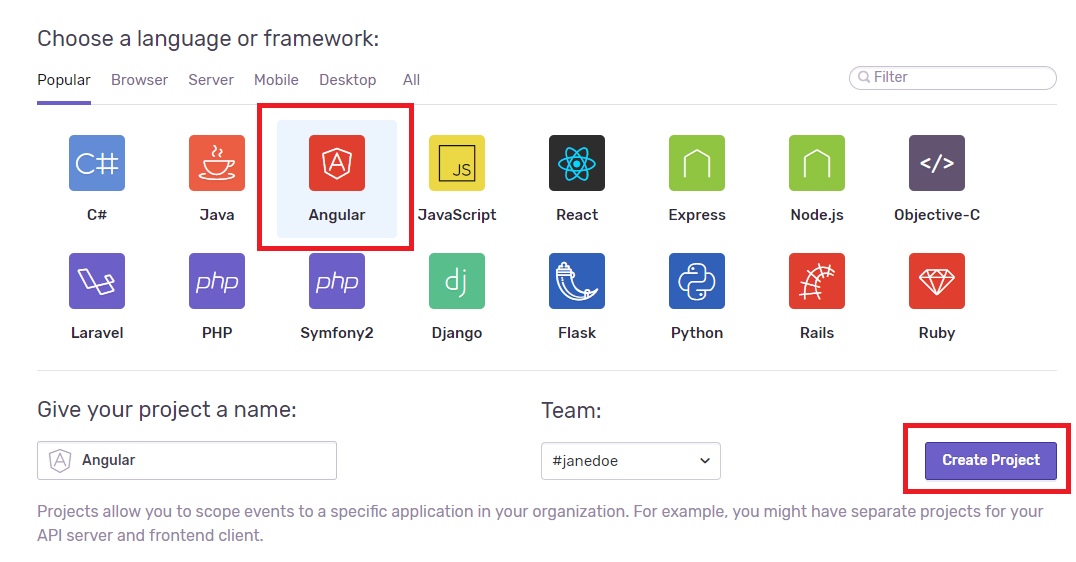 Choose a language or framework:
Popular Browser Server Mobile Desktop All Filter
C# JS </>
C# Java Angular JavaScript React Express Node.js Objective-C
php php dj
Laravel PHP Symfony2 Django Flask Python Rails Ruby
Give your project a name: Team:
Angular #janedoe Create Project
Projects allow you to scope events to a specific application in your organization. For example, you might have separate projects for your
API server and frontend client.